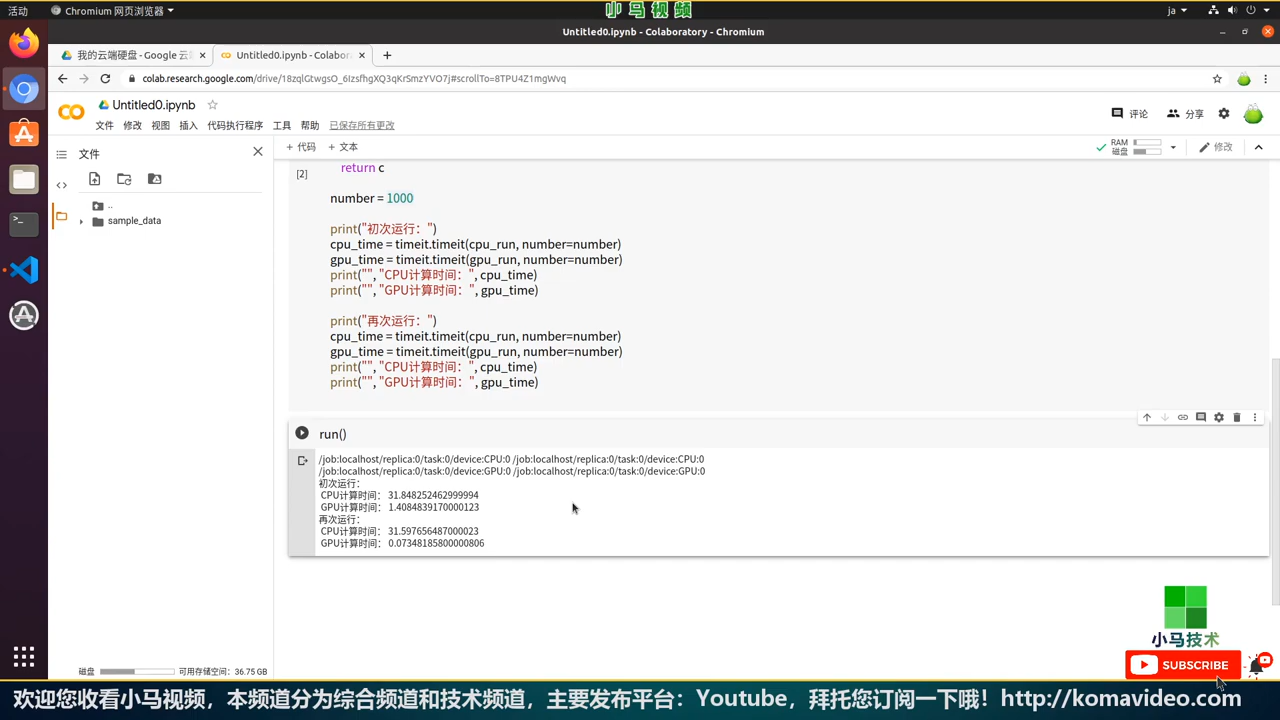 活动
Chromium 网页浏览器
小马视频
ja
Untitled0.ipynb - Colaboratory - Chromium
我的云端硬盘 - Google 云
Untitled0.ipynb - Colabora
colab.research.google.com/drive/18zqlGtwgsO_6IzsfhgXQ3qKrSmzYVO7j#scrollTo=8TPU4Z1mgWvq
Untitled0.ipynb
评论
分享
文件 修改 视图 插入 代码执行程序 工具 帮助 已保存所有改动
文件
+ 代码 + 文本
RAM
磁盘
修改
..
sample_data
[2]
return c
number = 1000
print("初次运行：")
cpu_time = timeit.timeit(cpu_run, number=number)
gpu_time = timeit.timeit(gpu_run, number=number)
print("", "CPU计算时间：", cpu_time)
print("", "GPU计算时间：", gpu_time)
print("再次运行：")
cpu_time = timeit.timeit(cpu_run, number=number)
gpu_time = timeit.timeit(gpu_run, number=number)
print("", "CPU计算时间：", cpu_time)
print("", "GPU计算时间：", gpu_time)
run()
/job:localhost/replica:0/task:0/device:CPU:0 /job:localhost/replica:0/task:0/device:CPU:0
/job:localhost/replica:0/task:0/device:GPU:0 /job:localhost/replica:0/task:0/device:GPU:0
初次运行：
CPU计算时间： 31.848252462999994
GPU计算时间： 1.4084839170000123
再次运行：
CPU计算时间： 31.597656487000023
GPU计算时间： 0.07348185800000806
小马技术
SUBSCRIBE
磁盘
可用存储空间：36.75 GB
欢迎您收看小马视频，本频道分为综合频道和技术频道，主要发布平台：Youtube，拜托您订阅一下哦！http://komavideo.com